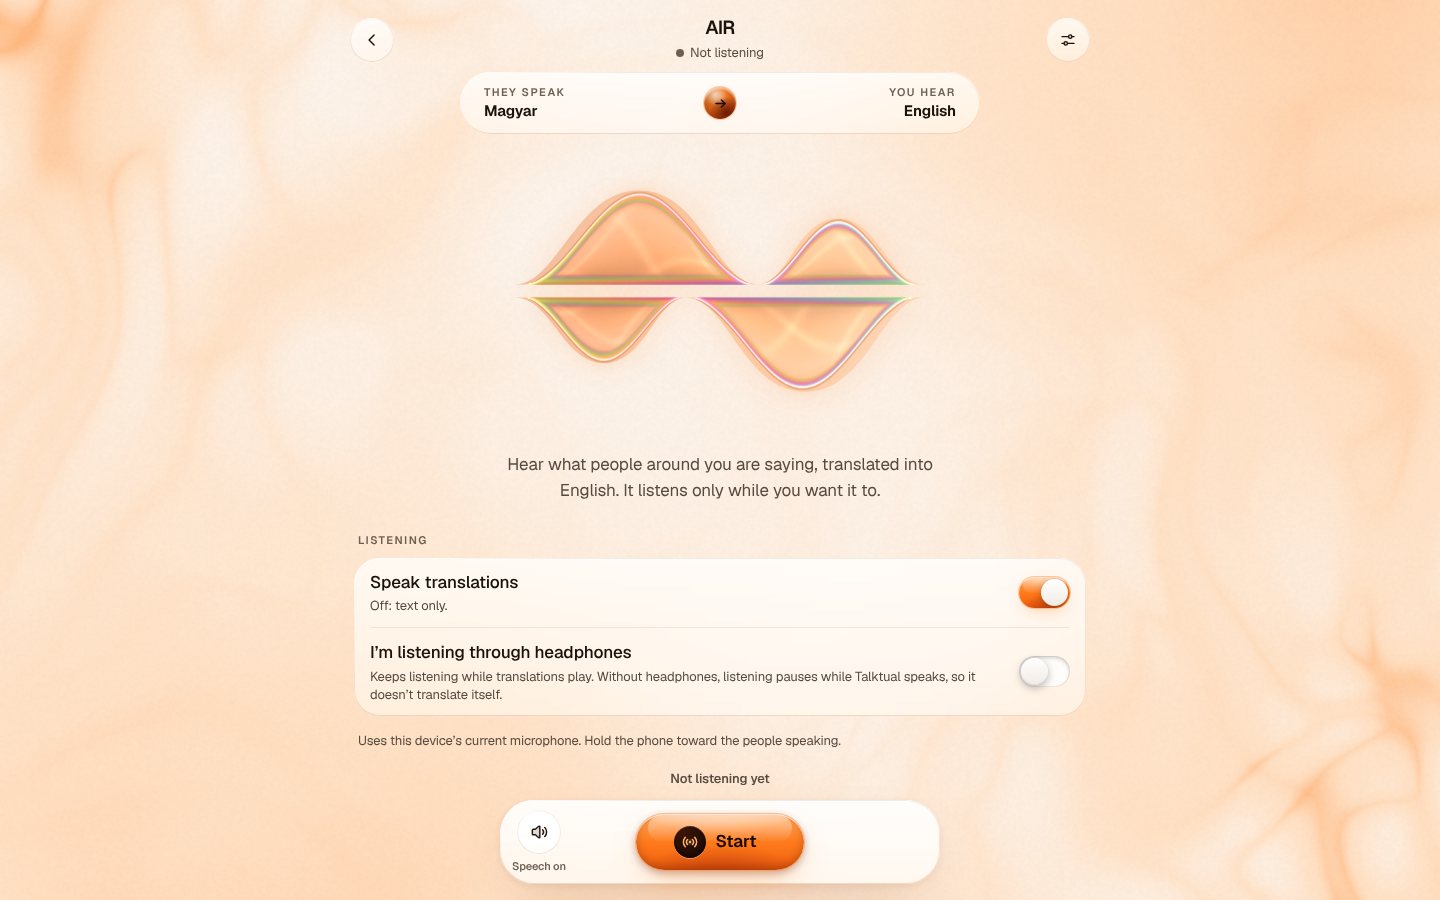 AIR
Not listening
THEY SPEAK
Magyar
YOU HEAR
English
Hear what people around you are saying, translated into
English. It listens only while you want it to.
LISTENING
Speak translations
Off: text only.
I’m listening through headphones
Keeps listening while translations play. Without headphones, listening pauses while Talktual speaks, so it
doesn’t translate itself.
Uses this device’s current microphone. Hold the phone toward the people speaking.
Not listening yet
Speech on
Start